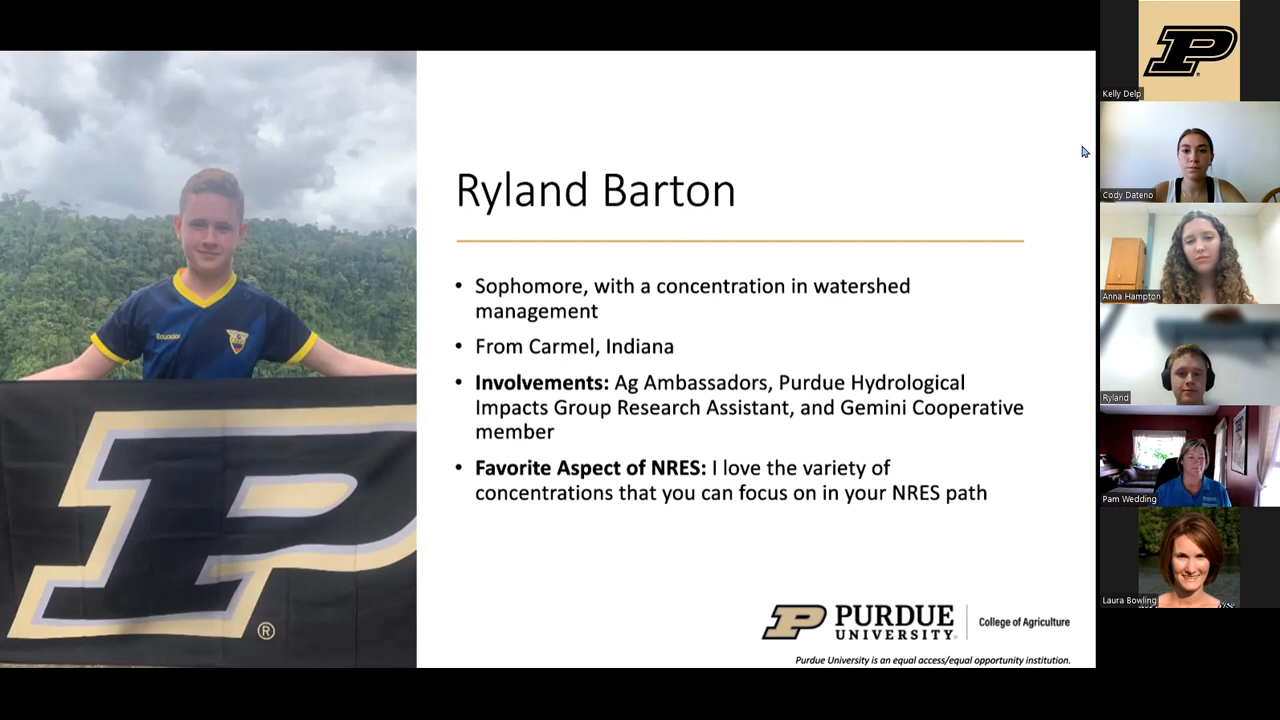 Ryland Barton
• Sophomore, with a concentration in watershed
management
• From Carmel, Indiana
• Involvements: Ag Ambassadors, Purdue Hydrological
Impacts Group Research Assistant, and Gemini Cooperative
member
• Favorite Aspect of NRES: I love the variety of
concentrations that you can focus on in your NRES path
Ecuador
P
®
P PURDUE
UNIVERSITY®
College of Agriculture
Purdue University is an equal access/equal opportunity institution.
P
Kelly Delp
Cody Dateno
Anna Hampton
Ryland
Pam Wedding
Laura Bowling